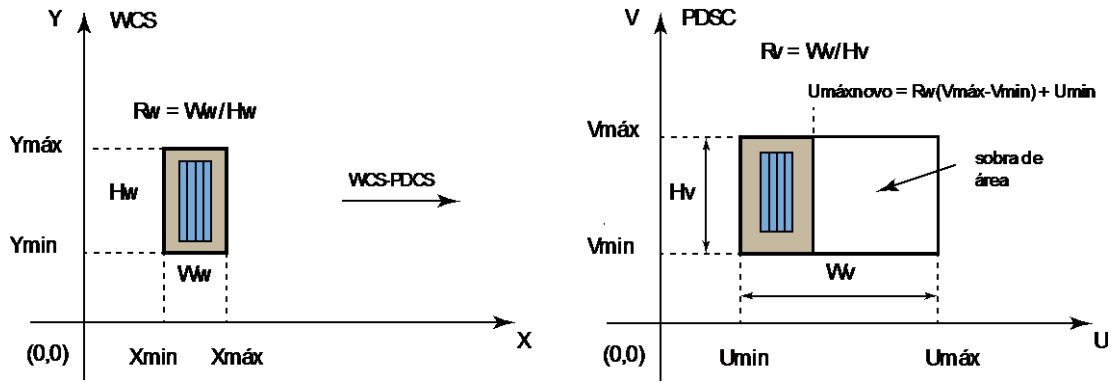 Y WCS
Rw = Ww/Hw
Ymáx
Hw
Ymin
Ww
(0,0)
Xmin
Xmáx
X
WCS-PDCS
V PDSC
Rv = Wv/Hv
Umáxnovo = Rw(Vmáx-Vmin) + Umin
Vmáx
sobra de
área
Hv
Vmin
Wv
(0,0)
Umin
Umáx
U